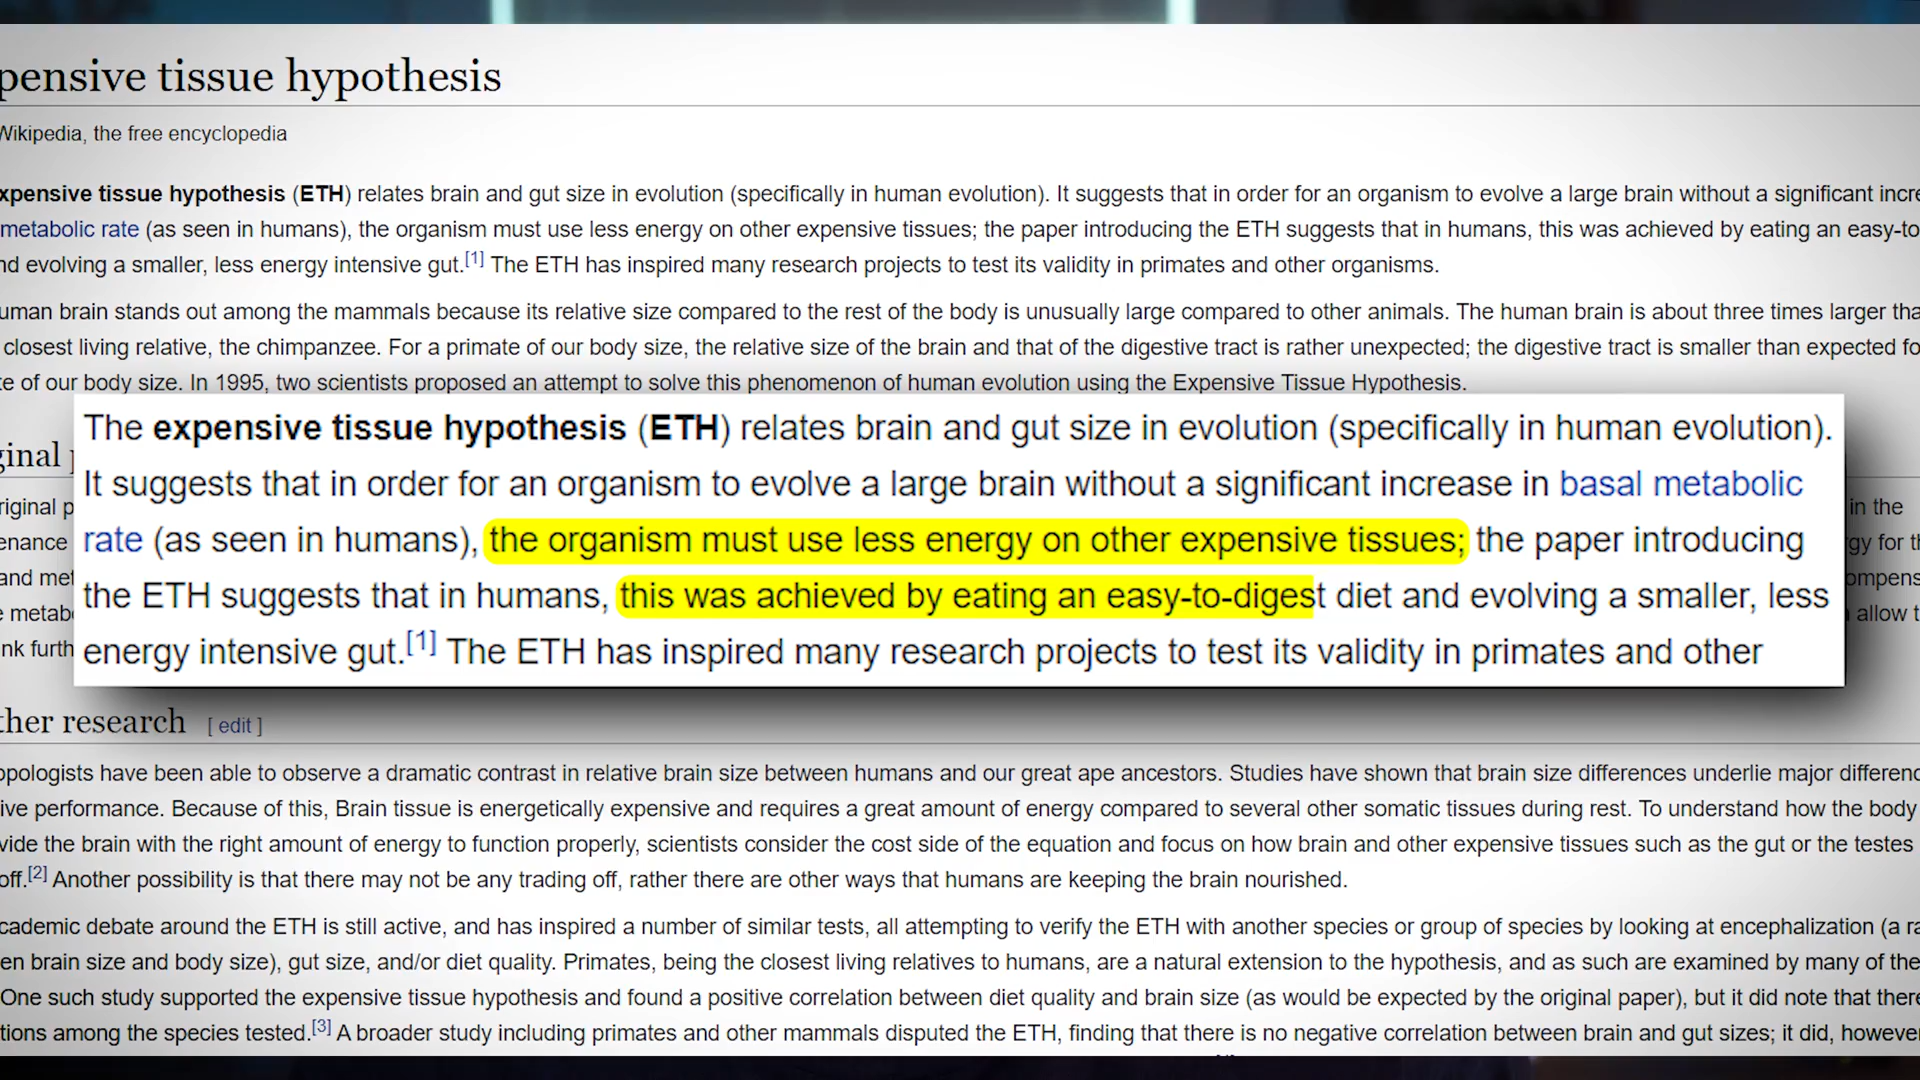 pensive tissue hypothesis
Wikipedia, the free encyclopedia
xpensive tissue hypothesis (ETH) relates brain and gut size in evolution (specifically in human evolution). It suggests that in order for an organism to evolve a large brain without a significant incre
metabolic rate (as seen in humans), the organism must use less energy on other expensive tissues; the paper introducing the ETH suggests that in humans, this was achieved by eating an easy-to
nd evolving a smaller, less energy intensive gut.[1] The ETH has inspired many research projects to test its validity in primates and other organisms.
uman brain stands out among the mammals because its relative size compared to the rest of the body is unusually large compared to other animals. The human brain is about three times larger tha
closest living relative, the chimpanzee. For a primate of our body size, the relative size of the brain and that of the digestive tract is rather unexpected; the digestive tract is smaller than expected fo
te of our body size. In 1995, two scientists proposed an attempt to solve this phenomenon of human evolution using the Expensive Tissue Hypothesis.
The expensive tissue hypothesis (ETH) relates brain and gut size in evolution (specifically in human evolution).
It suggests that in order for an organism to evolve a large brain without a significant increase in basal metabolic
rate (as seen in humans), the organism must use less energy on other expensive tissues; the paper introducing
the ETH suggests that in humans, this was achieved by eating an easy-to-digest diet and evolving a smaller, less
energy intensive gut.[1] The ETH has inspired many research projects to test its validity in primates and other
ginal
riginal p
in the
enance
gy for th
and met
ompens
e metab
allow t
nk furth
ther research [ edit ]
opologists have been able to observe a dramatic contrast in relative brain size between humans and our great ape ancestors. Studies have shown that brain size differences underlie major differenc
ive performance. Because of this, Brain tissue is energetically expensive and requires a great amount of energy compared to several other somatic tissues during rest. To understand how the body
vide the brain with the right amount of energy to function properly, scientists consider the cost side of the equation and focus on how brain and other expensive tissues such as the gut or the testes
off.[2] Another possibility is that there may not be any trading off, rather there are other ways that humans are keeping the brain nourished.
cademic debate around the ETH is still active, and has inspired a number of similar tests, all attempting to verify the ETH with another species or group of species by looking at encephalization (a ra
en brain size and body size), gut size, and/or diet quality. Primates, being the closest living relatives to humans, are a natural extension to the hypothesis, and as such are examined by many of the
One such study supported the expensive tissue hypothesis and found a positive correlation between diet quality and brain size (as would be expected by the original paper), but it did note that there
tions among the species tested.[3] A broader study including primates and other mammals disputed the ETH, finding that there is no negative correlation between brain and gut sizes; it did, however